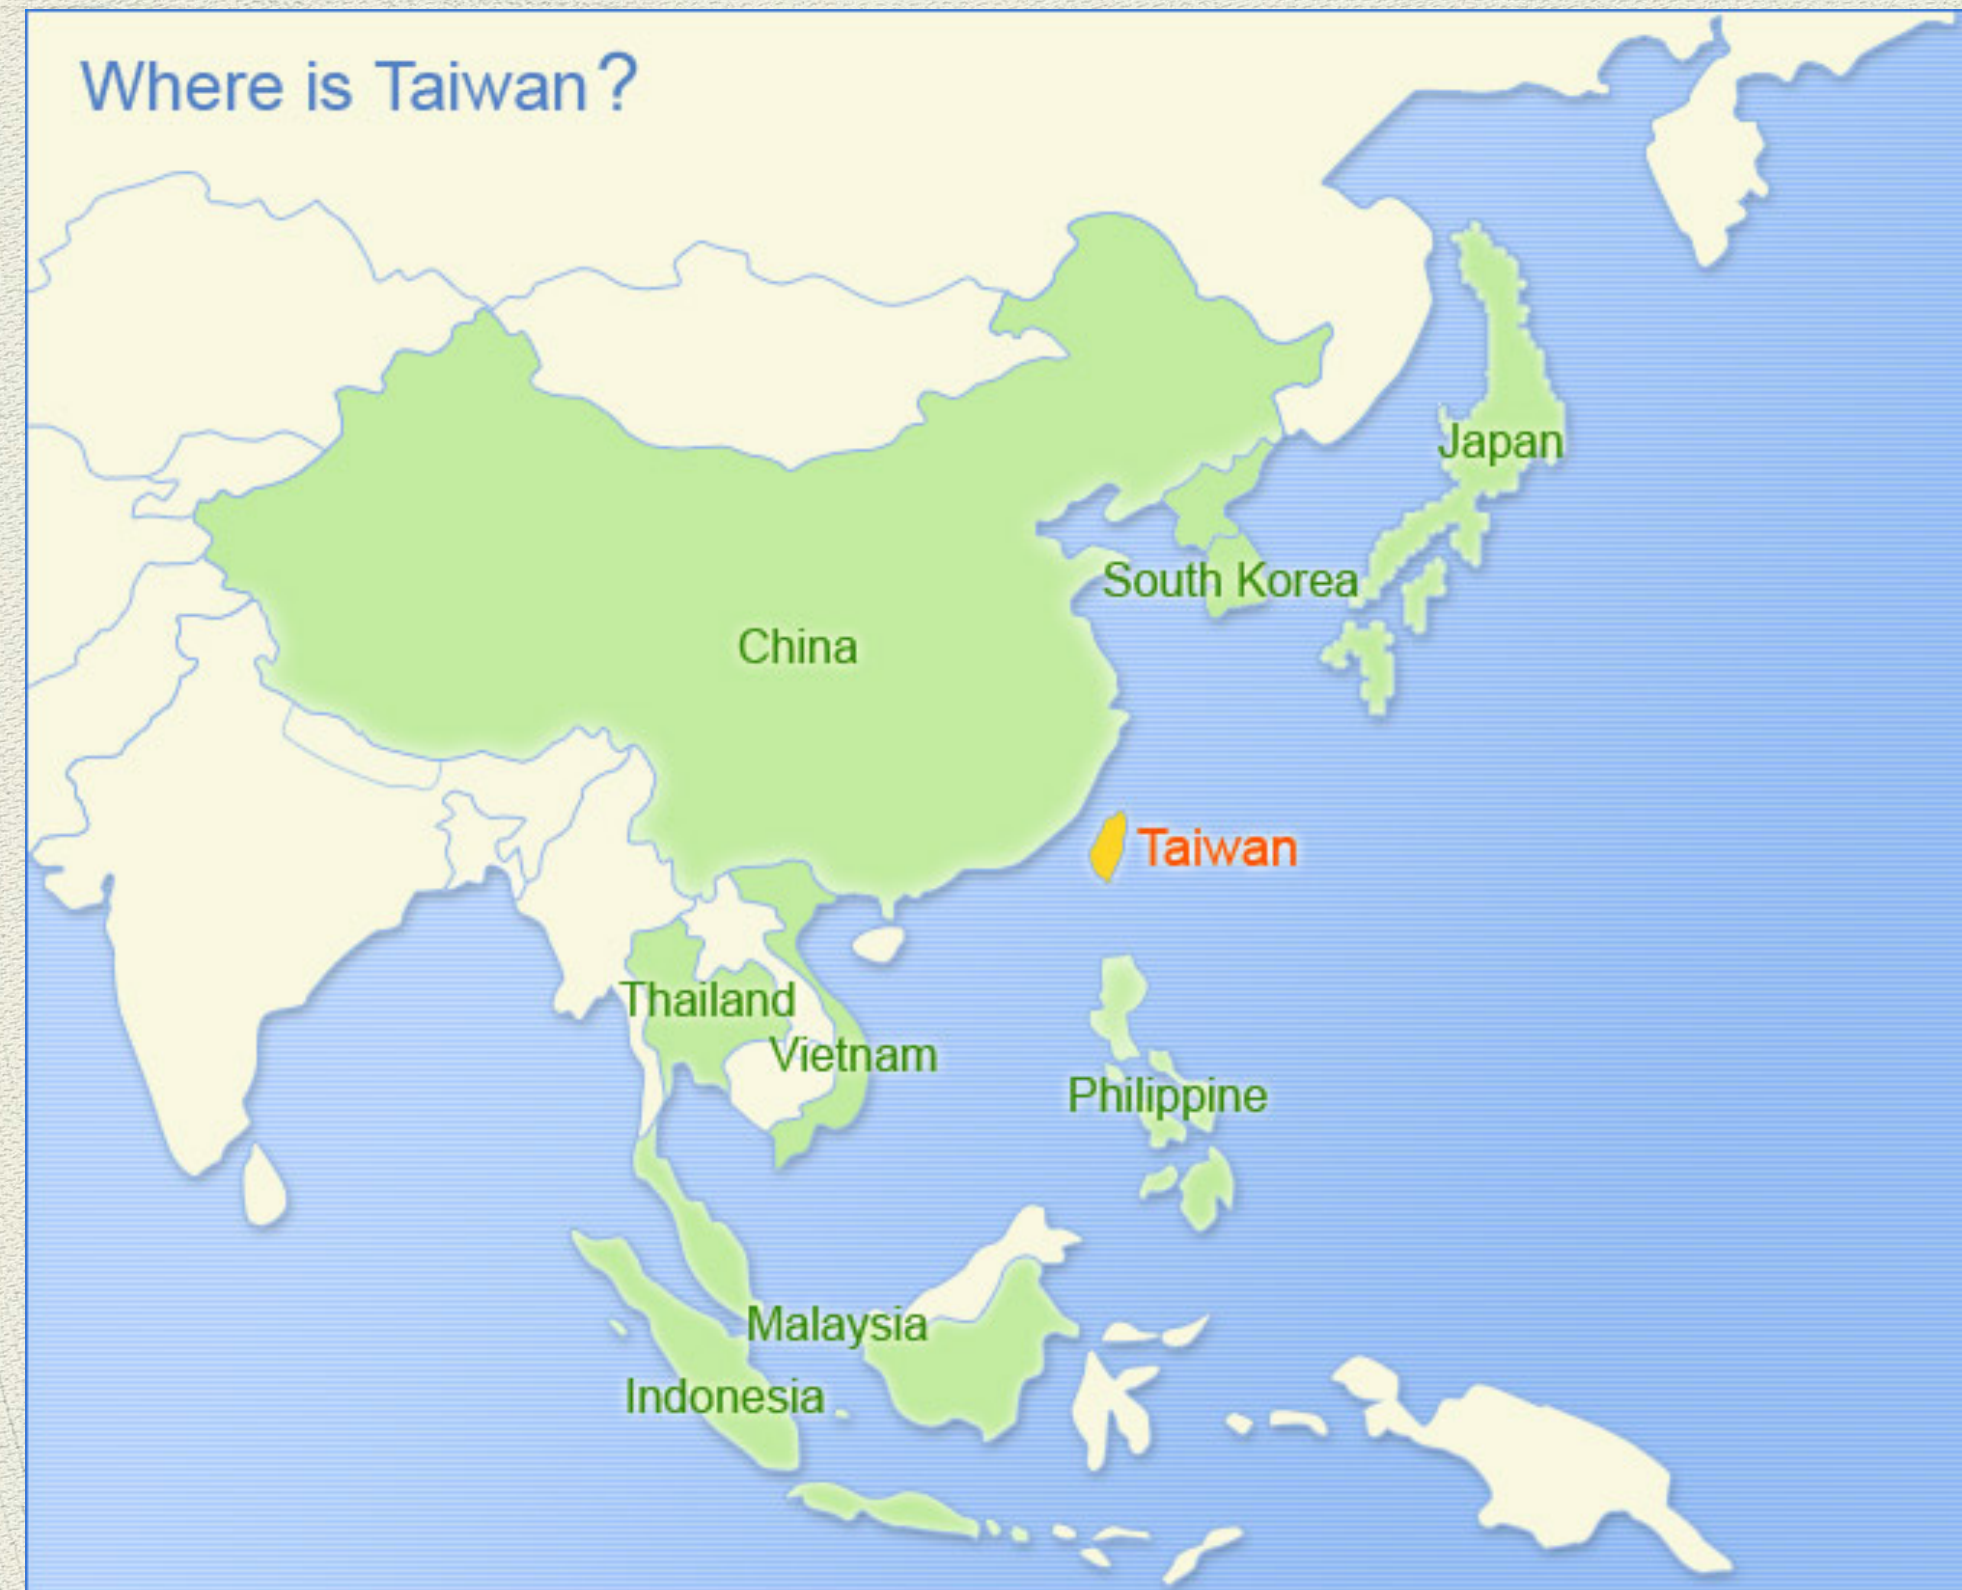 Where is Taiwan?
Japan
South Korea
China
Taiwan
Thailand
Vietnam
Philippine
Malaysia
Indonesia